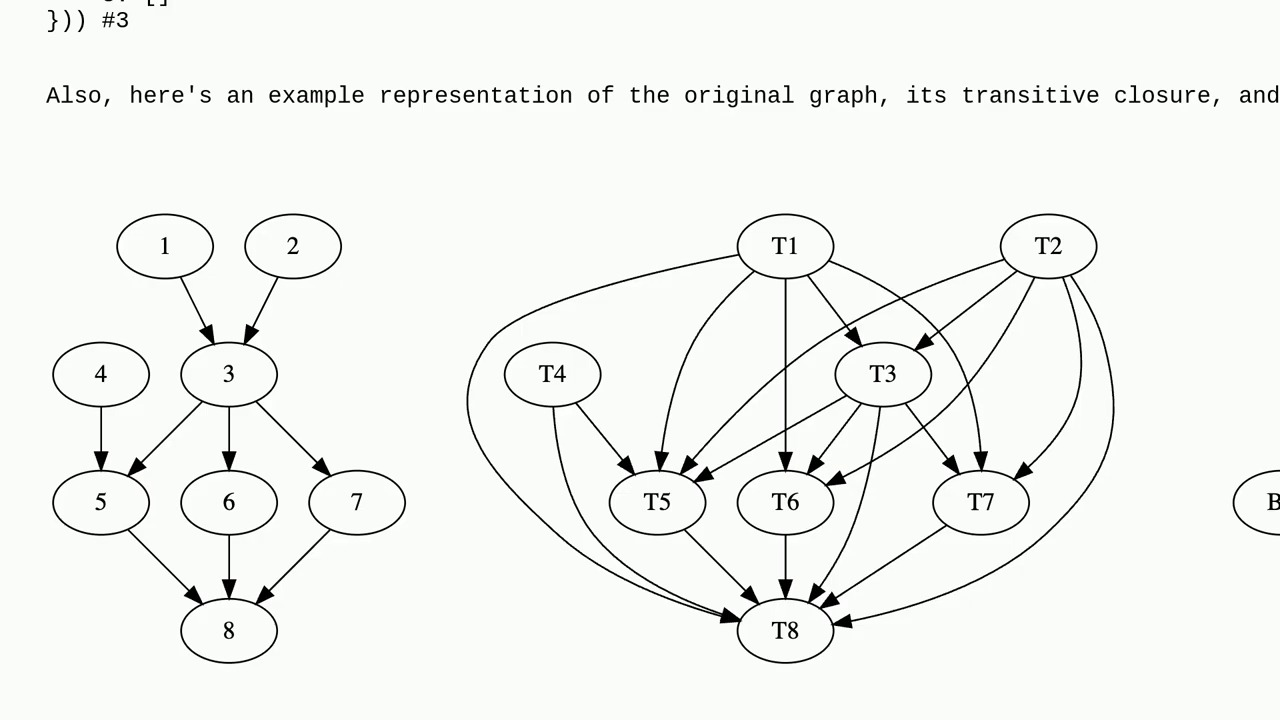 })) #3
Also, here's an example representation of the original graph, its transitive closure, and
1 2
T1 T2
4 3
T4 T3
5 6 7
T5 T6 T7
8
T8